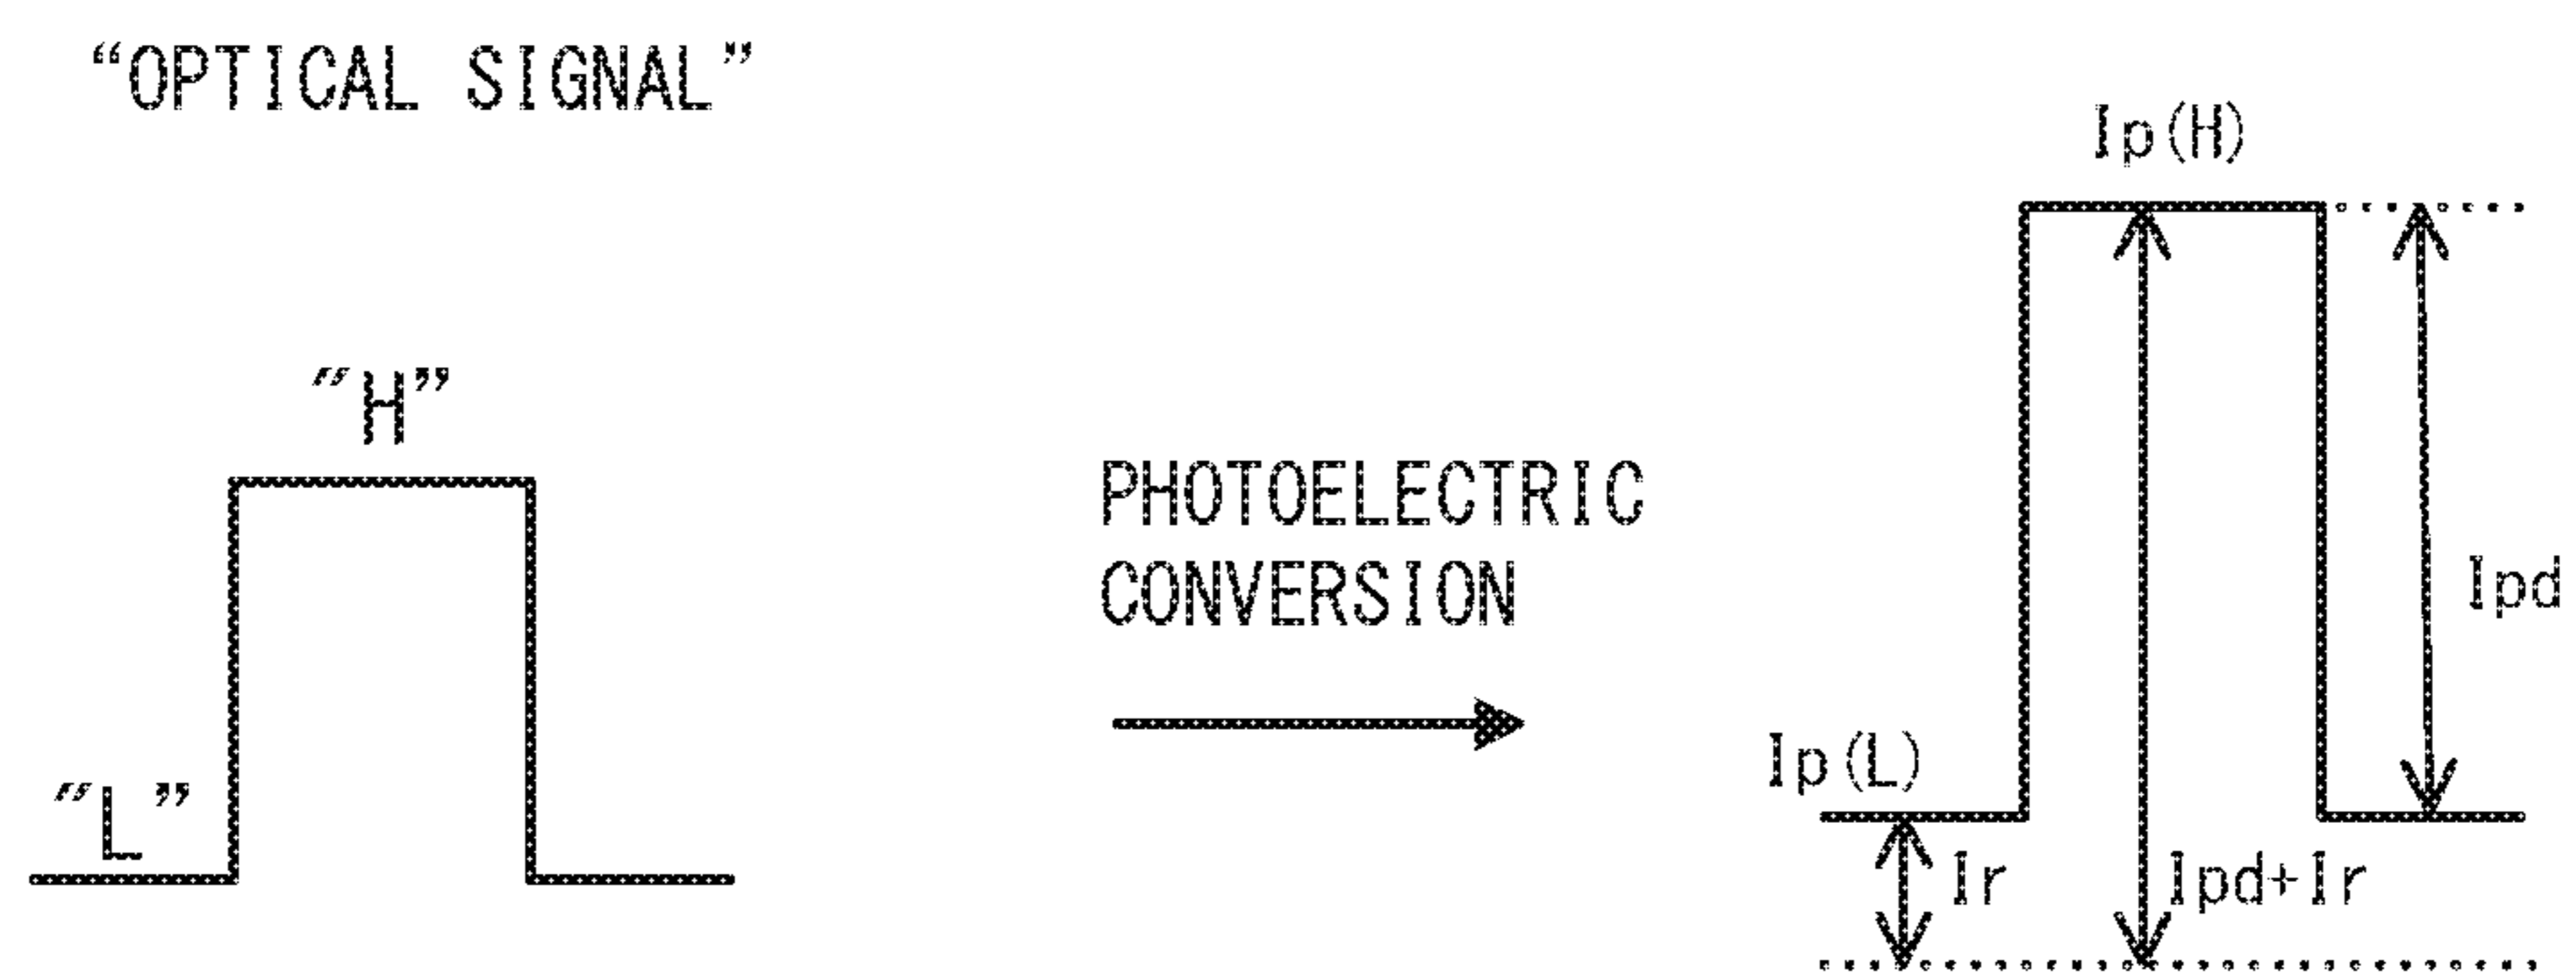 “OPTICAL SIGNAL”
“H”
“L”
PHOTOELECTRIC
CONVERSION
Ip(H)
Ipd
Ip(L)
Ir
Ipd+Ir